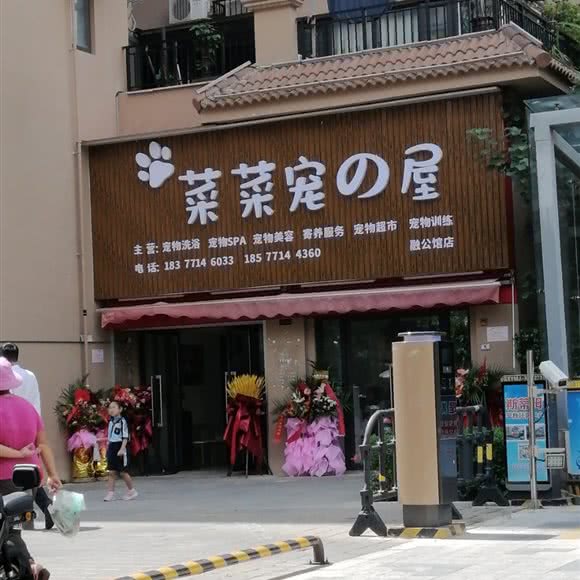 菜菜宠の屋
主营:宠物洗浴 宠物SPA 宠物美容 寄养服务 宠物超市 宠物训练
电话: 183 7714 6033 185 7714 4360 融公馆店